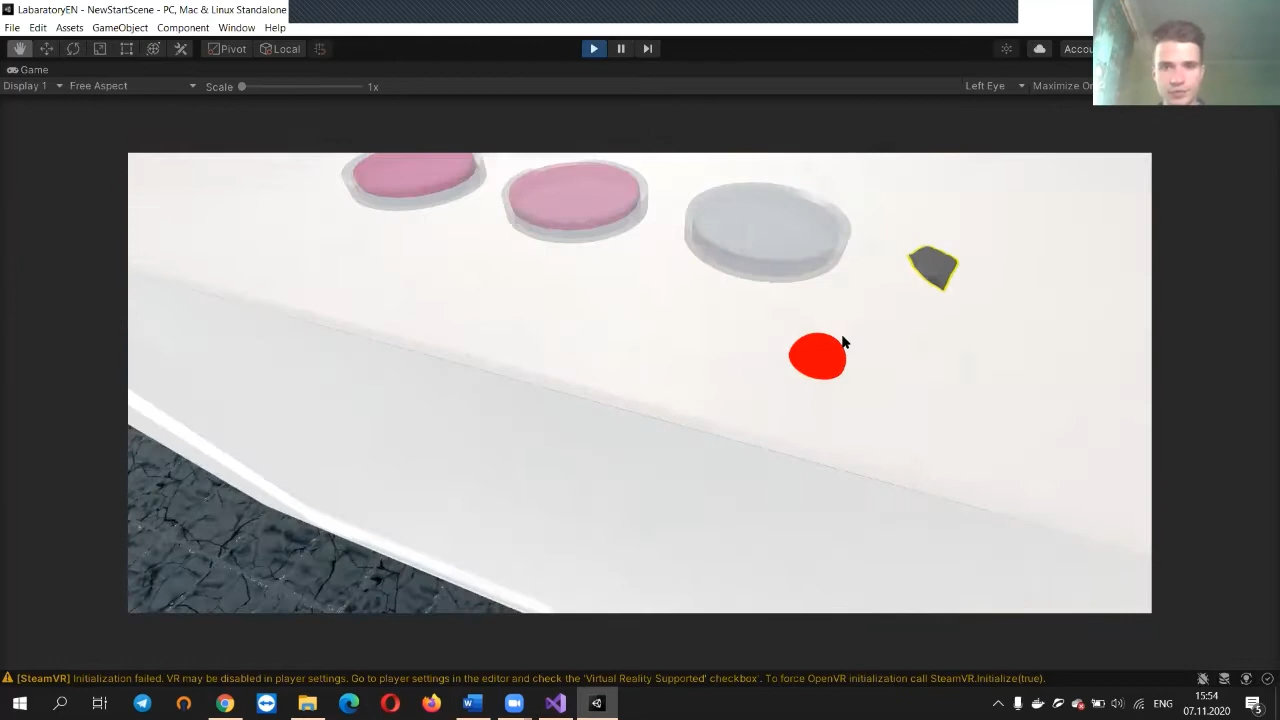 LabaratoryEN - NewStartScene - PC, Mac & Linux Standalone
File Edit Assets GameObject Component Window Help
Pivot Local
Game
Display 1 Free Aspect Scale 1x Left Eye Maximize
[SteamVR] Initialization failed. VR may be disabled in player settings. Go to player settings in the editor and check the 'Virtual Reality Supported' checkbox'. To force OpenVR initialization call SteamVR.Initialize(true).
ENG
15:54
07.11.2020
5